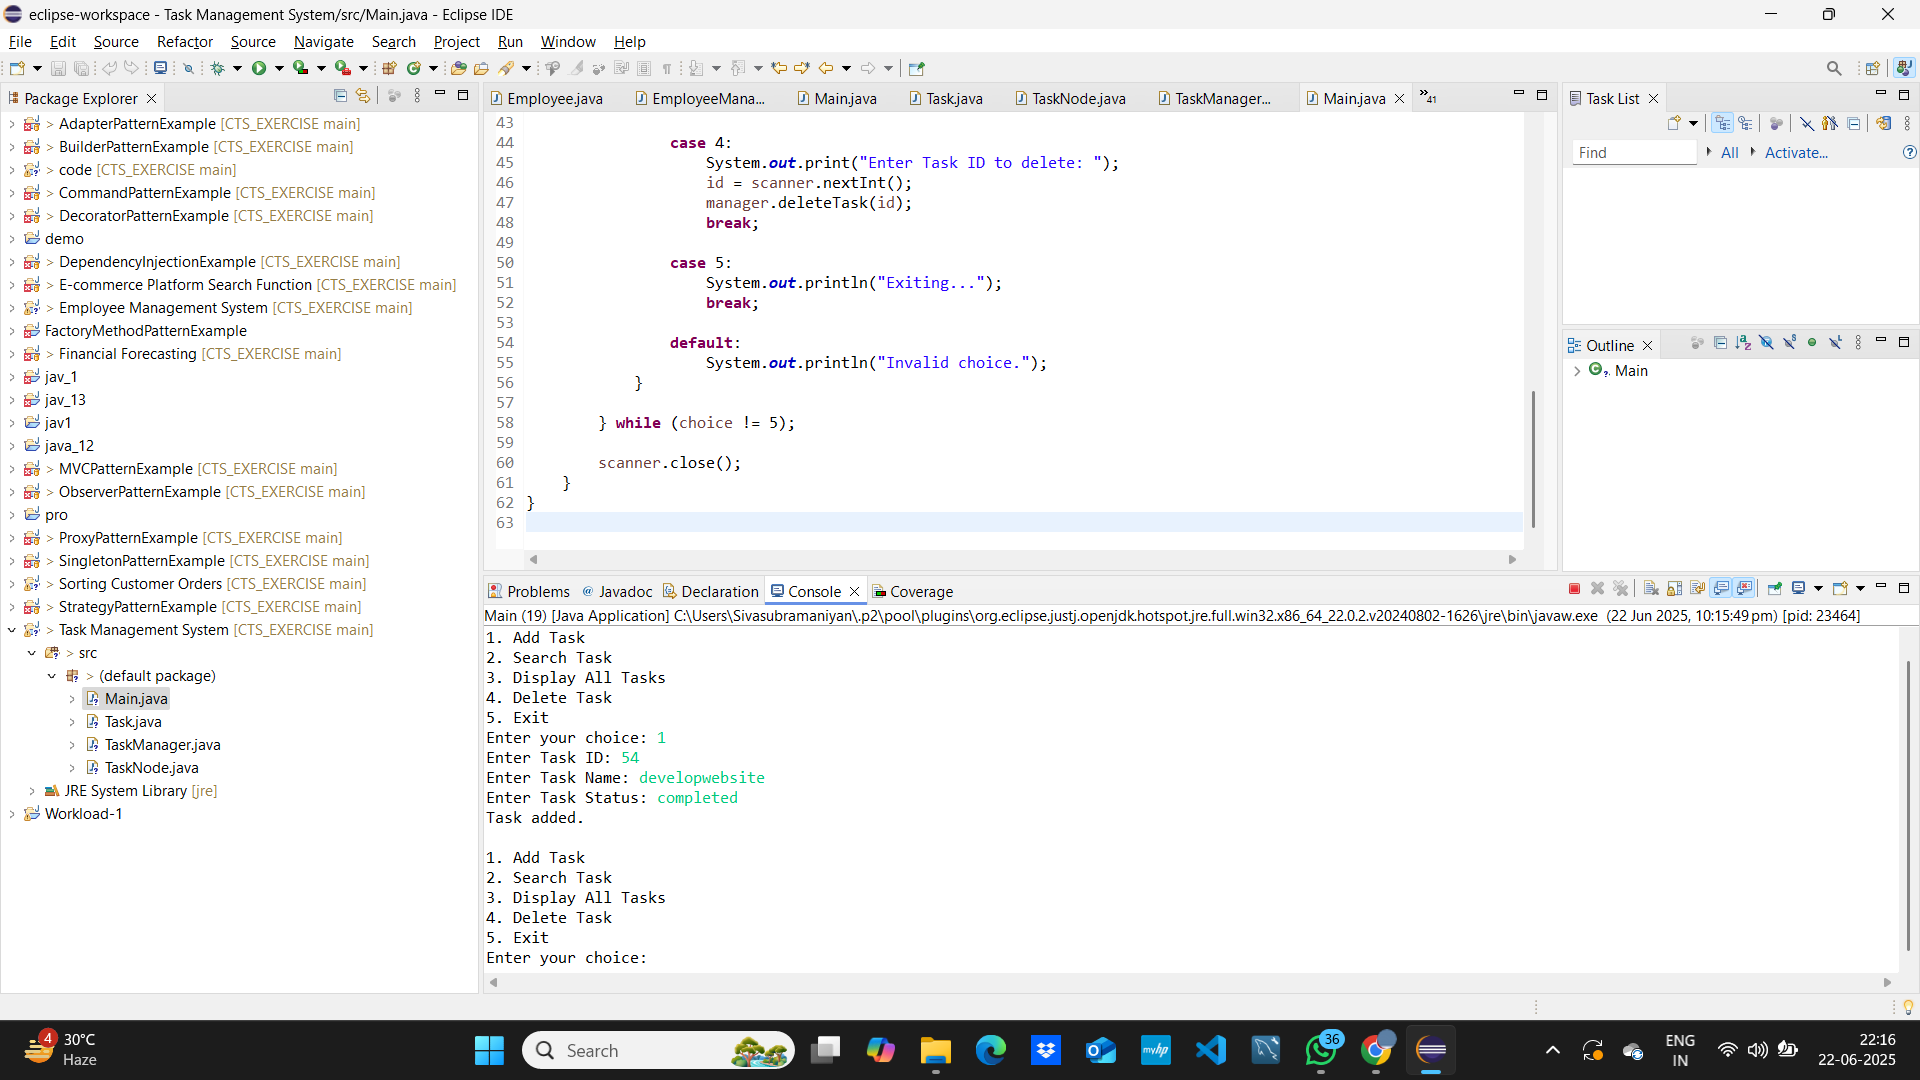 eclipse-workspace - Task Management System/src/Main.java - Eclipse IDE
File Edit Source Refactor Source Navigate Search Project Run Window Help
Package Explorer
> AdapterPatternExample [CTS_EXERCISE main]
> BuilderPatternExample [CTS_EXERCISE main]
> code [CTS_EXERCISE main]
> CommandPatternExample [CTS_EXERCISE main]
> DecoratorPatternExample [CTS_EXERCISE main]
demo
> DependencyInjectionExample [CTS_EXERCISE main]
> E-commerce Platform Search Function [CTS_EXERCISE main]
> Employee Management System [CTS_EXERCISE main]
FactoryMethodPatternExample
> Financial Forecasting [CTS_EXERCISE main]
jav_1
jav_13
jav1
java_12
> MVCPatternExample [CTS_EXERCISE main]
> ObserverPatternExample [CTS_EXERCISE main]
pro
> ProxyPatternExample [CTS_EXERCISE main]
> SingletonPatternExample [CTS_EXERCISE main]
> Sorting Customer Orders [CTS_EXERCISE main]
> StrategyPatternExample [CTS_EXERCISE main]
> Task Management System [CTS_EXERCISE main]
> src
> (default package)
Main.java
Task.java
TaskManager.java
TaskNode.java
JRE System Library [jre]
Workload-1
Employee.java EmployeeMana... Main.java Task.java TaskNode.java TaskManager... Main.java 41
43
44 case 4:
45 System.out.print("Enter Task ID to delete: ");
46 id = scanner.nextInt();
47 manager.deleteTask(id);
48 break;
49
50 case 5:
51 System.out.println("Exiting...");
52 break;
53
54 default:
55 System.out.println("Invalid choice.");
56 }
57
58 } while (choice != 5);
59
60 scanner.close();
61 }
62 }
63
Task List
Find All Activate...
Outline
Main
Problems Javadoc Declaration Console Coverage
Main (19) [Java Application] C:\Users\Sivasubramaniyan\.p2\pool\plugins\org.eclipse.justj.openjdk.hotspot.jre.full.win32.x86_64_22.0.2.v20240802-1626\jre\bin\javaw.exe (22 Jun 2025, 10:15:49 pm) [pid: 23464]
1. Add Task
2. Search Task
3. Display All Tasks
4. Delete Task
5. Exit
Enter your choice: 1
Enter Task ID: 54
Enter Task Name: developwebsite
Enter Task Status: completed
Task added.
1. Add Task
2. Search Task
3. Display All Tasks
4. Delete Task
5. Exit
Enter your choice:
4
30°C
Haze
Search
myhp
36
ENG
IN
22:16
22-06-2025